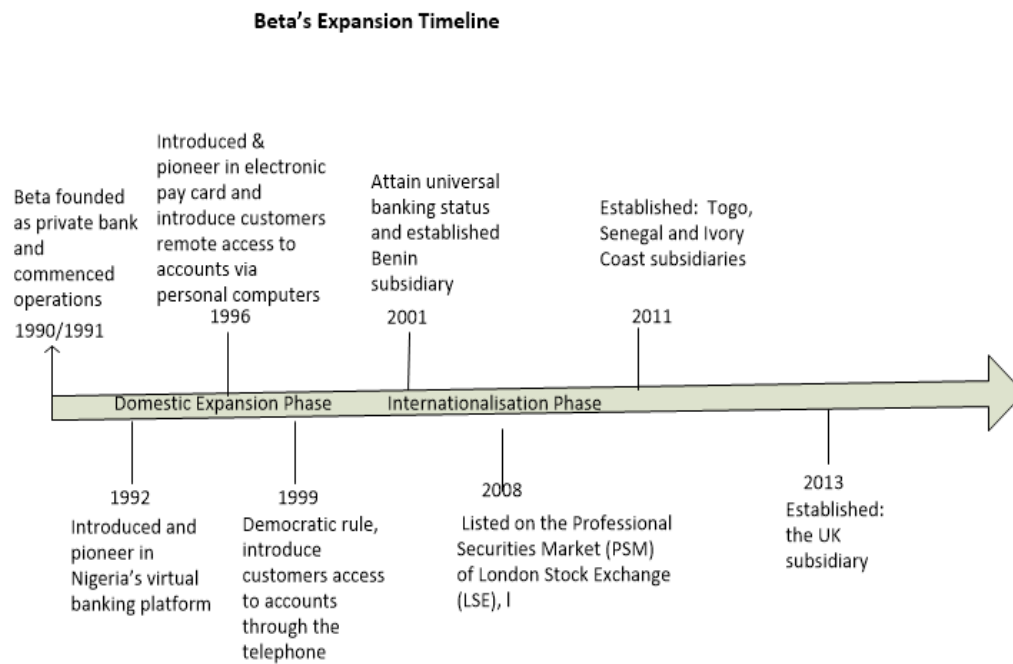 Beta's Expansion Timeline
Beta founded
as private bank
and
commenced
operations
1990/1991
Introduced &
pioneer in electronic
pay card and
introduce customers
remote access to
accounts via
personal computers
1996
Attain universal
banking status
and established
Benin
subsidiary
2001
Established: Togo,
Senegal and Ivory
Coast subsidiaries
2011
Domestic Expansion Phase
Internationalisation Phase
1992
Introduced and
pioneer in
Nigeria's virtual
banking platform
1999
Democratic rule,
introduce
customers access
to accounts
through the
telephone
2008
Listed on the Professional
Securities Market (PSM)
of London Stock Exchange
(LSE), l
2013
Established:
the UK
subsidiary